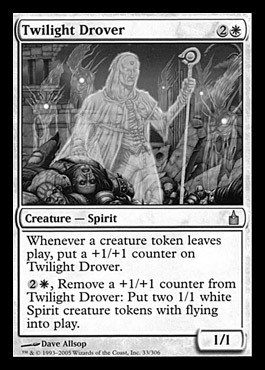 Twilight Drover 2
Creature — Spirit
Whenever a creature token leaves
play, put a +1/+1 counter on
Twilight Drover.
2, Remove a +1/+1 counter from
Twilight Drover: Put two 1/1 white
Spirit creature tokens with flying
into play.
Dave Allsop
1/1
™ & © 1993-2005 Wizards of the Coast, Inc. 33/306